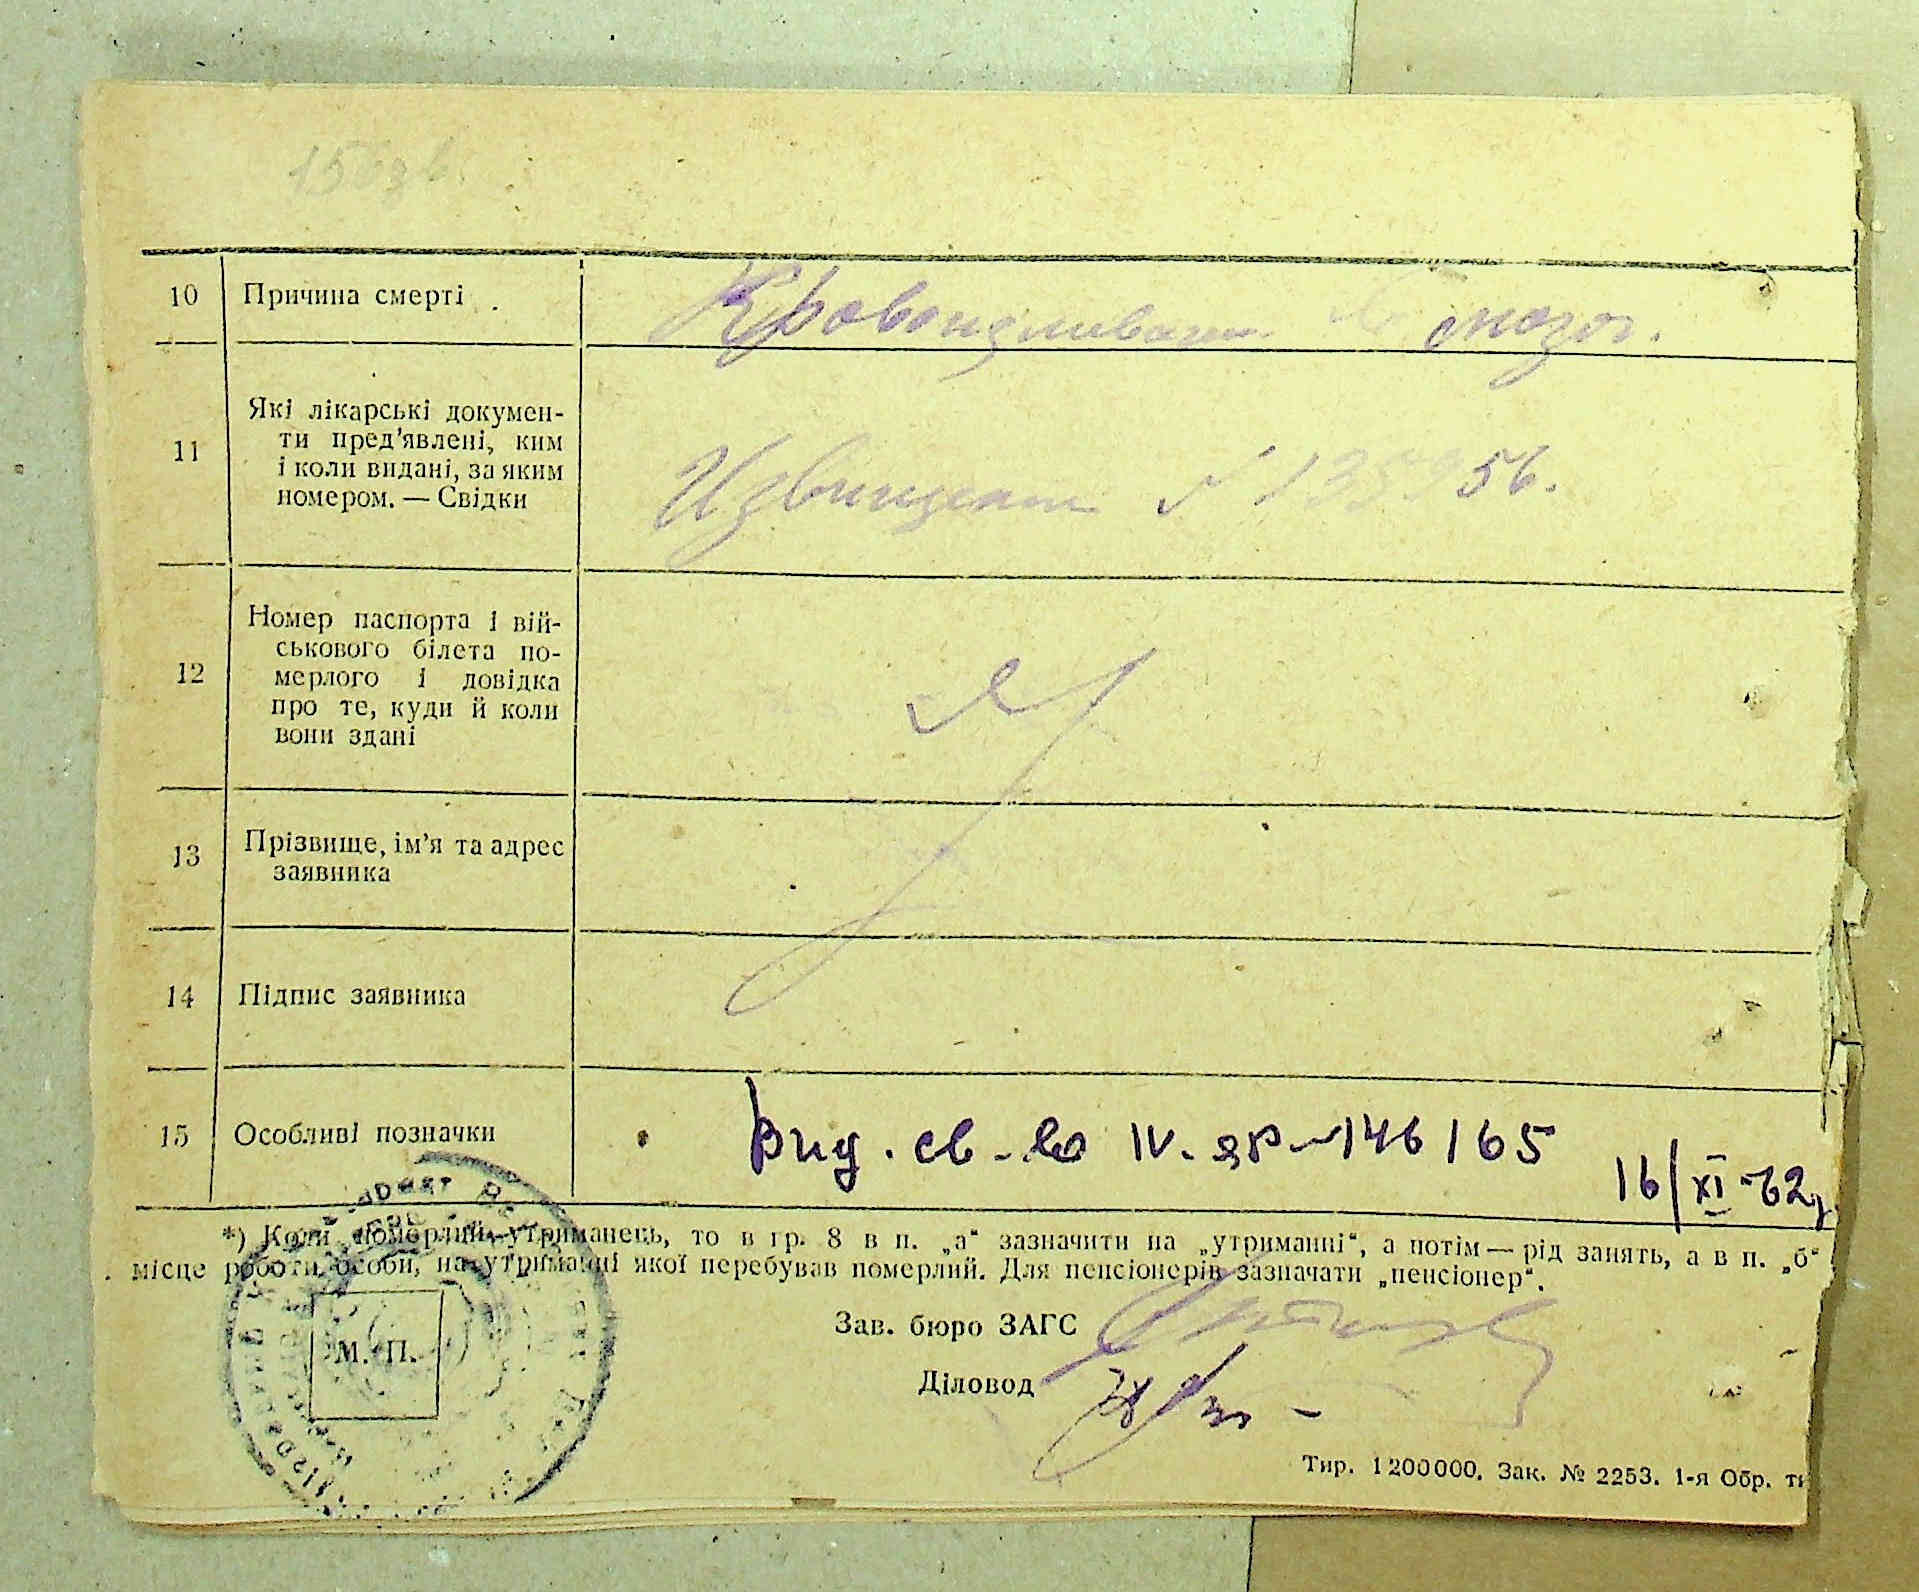 10 Причина смерті Кровоизлияние в мозг.
11 Які лікарські докумен-
ти пред'явлені, ким
і коли видані, за яким
номером. — Свідки
Извищение № 56.
12 Номер паспорта і вій-
ськового білета по-
мерлого і довідка
про те, куди й коли
вони здані
13 Прізвище, ім'я та адрес
заявника
14 Підпис заявника
15 Особливі позначки
Вид. св-во IV-ЯР-146165
16/XI-62
*) Коли померлий утриманець, то в гр. 8 в п. „а“ зазначити на „утриманні“, а потім — рід занять, а в п. „б“
місце роботи особи, на утриманні якої перебував померлий. Для пенсіонерів зазначати „пенсіонер“.
Зав. бюро ЗАГС
М. П.
Діловод
Тир. 1200000. Зак. № 2253. 1-я Обр. ти